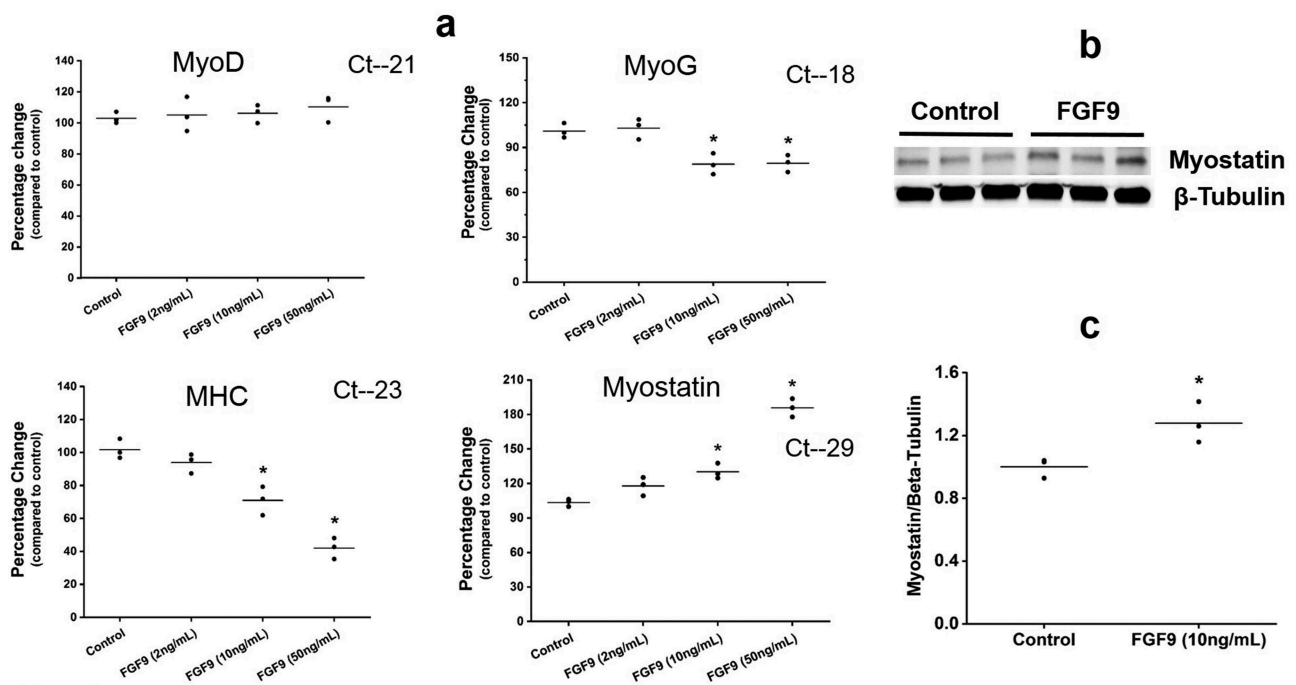 a
MyoD
Ct--21
Percentage change
(compared to control)
140
120
100
80
60
40
20
0
Control
FGF9 (2ng/mL)
FGF9 (10ng/mL)
FGF9 (50ng/mL)
MyoG
Ct--18
Percentage Change
(compared to control)
150
120
90
60
30
0
* *
Control
FGF9 (2ng/mL)
FGF9 (10ng/mL)
FGF9 (50ng/mL)
MHC
Ct--23
Percentage Change
(compared to control)
140
120
100
80
60
40
20
0
*
*
Control
FGF9 (2ng/mL)
FGF9 (10ng/mL)
FGF9 (50ng/mL)
Myostatin
Ct--29
Percentage Change
(compared to control)
210
180
150
120
90
60
30
0
*
*
Control
FGF9 (2ng/mL)
FGF9 (10ng/mL)
FGF9 (50ng/mL)
b
Control FGF9
Myostatin
β-Tubulin
c
Myostatin/Beta-Tubulin
1.6
1.2
0.8
0.4
0.0
*
Control FGF9 (10ng/mL)